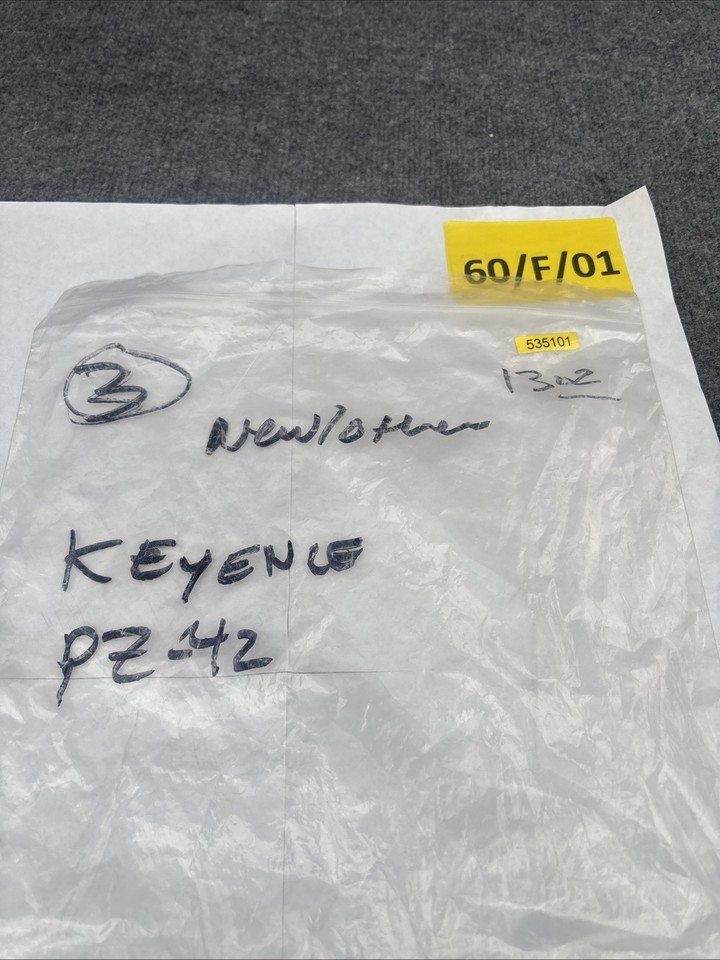 60/F/01
535101
13oz
3
New/other
KEYENCE
PZ-42